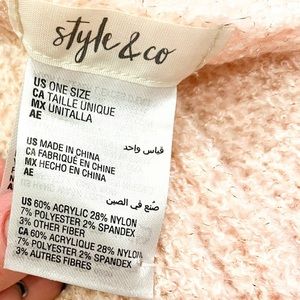 style & co
US ONE SIZE
CA TAILLE UNIQUE
MX UNITALLA
AE
قياس واحد
US MADE IN CHINA
CA FABRIQUÉ EN CHINE
MX HECHO EN CHINA
AE
صنع في الصين
US 60% ACRYLIC 28% NYLON
7% POLYESTER 2% SPANDEX
3% OTHER FIBER
CA 60% ACRYLIQUE 28% NYLON
7% POLYESTER 2% SPANDEX
3% AUTRES FIBRES